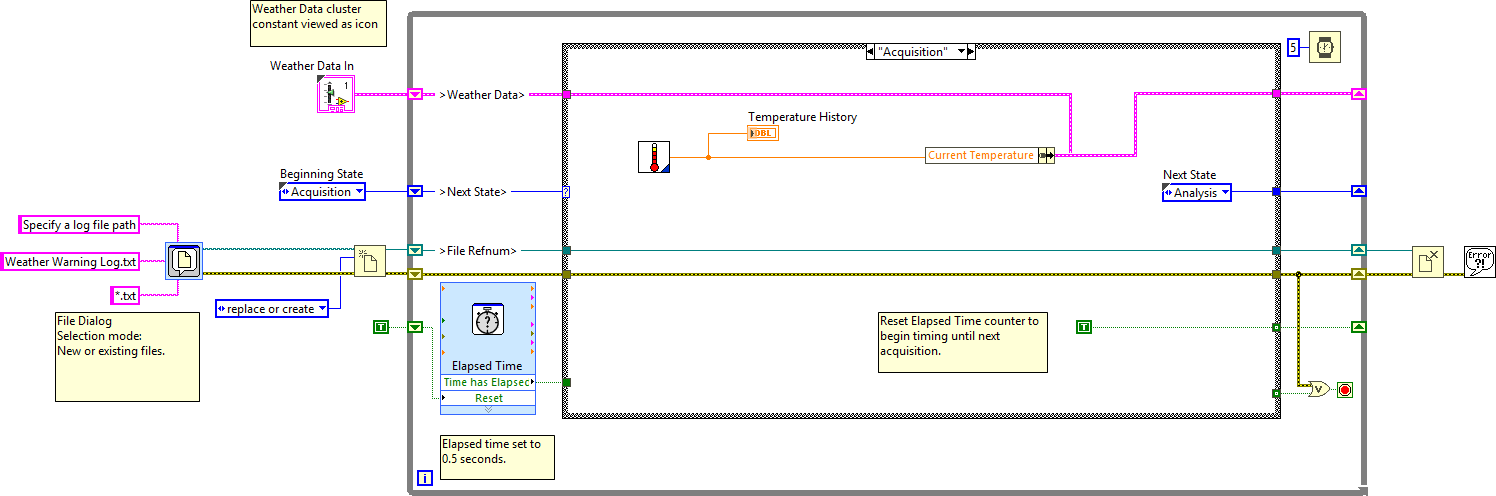 Weather Data cluster
constant viewed as icon
Weather Data In
1
>Weather Data>
"Acquisition"
5
Temperature History
DBL
Current Temperature
Beginning State
Acquisition
>Next State>
?
Next State
Analysis
Specify a log file path
Weather Warning Log.txt
*.txt
>File Refnum>
Error
?!
replace or create
File Dialog
Selection mode:
New or existing files.
T
?
Elapsed Time
Time has Elapsec
Reset
Reset Elapsed Time counter to
begin timing until next
acquisition.
T
V
Elapsed time set to
0.5 seconds.
i